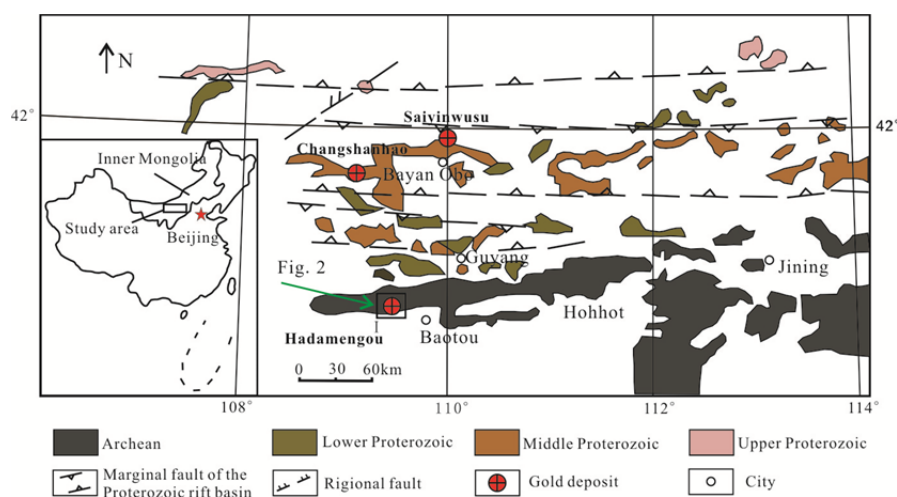 N
42°
42°
Saiyinwusu
Changshanhao
Bayan Obo
Inner Mongolia
Study area
Beijing
Guyang
Fig. 2
Jining
Hohhot
Hadamengou
Baotou
0 30 60km
108°
110°
112°
114°
Archean
Lower Proterozoic
Middle Proterozoic
Upper Proterozoic
Marginal fault of the
Proterozoic rift basin
Rigional fault
Gold deposit
City